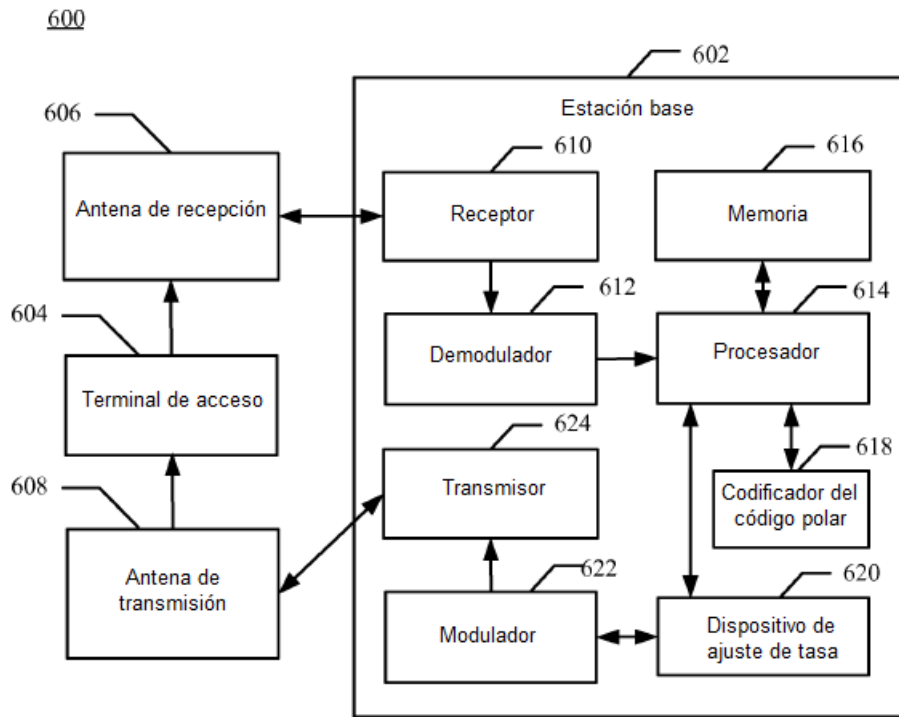 600
602
Estación base
606
Antena de recepción
610
Receptor
616
Memoria
604
Terminal de acceso
612
Demodulador
614
Procesador
608
Antena de
transmisión
624
Transmisor
618
Codificador del
código polar
622
Modulador
620
Dispositivo de
ajuste de tasa